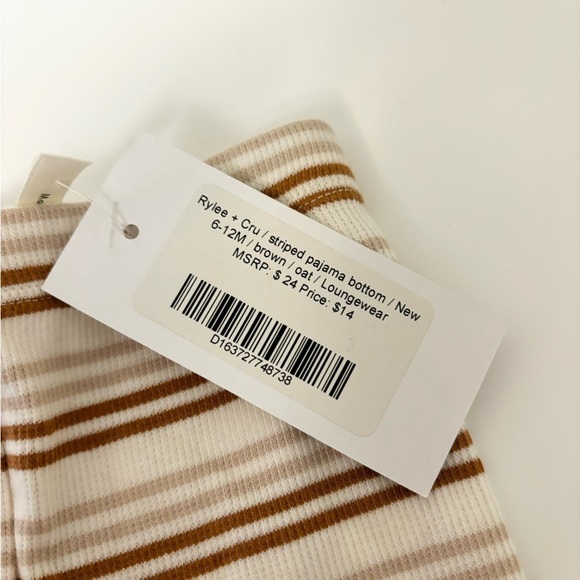 Rylee + Cru / striped pajama bottom / New
6-12M / brown / oat / Loungewear
MSRP: $ 24 Price: $14
D163727748738